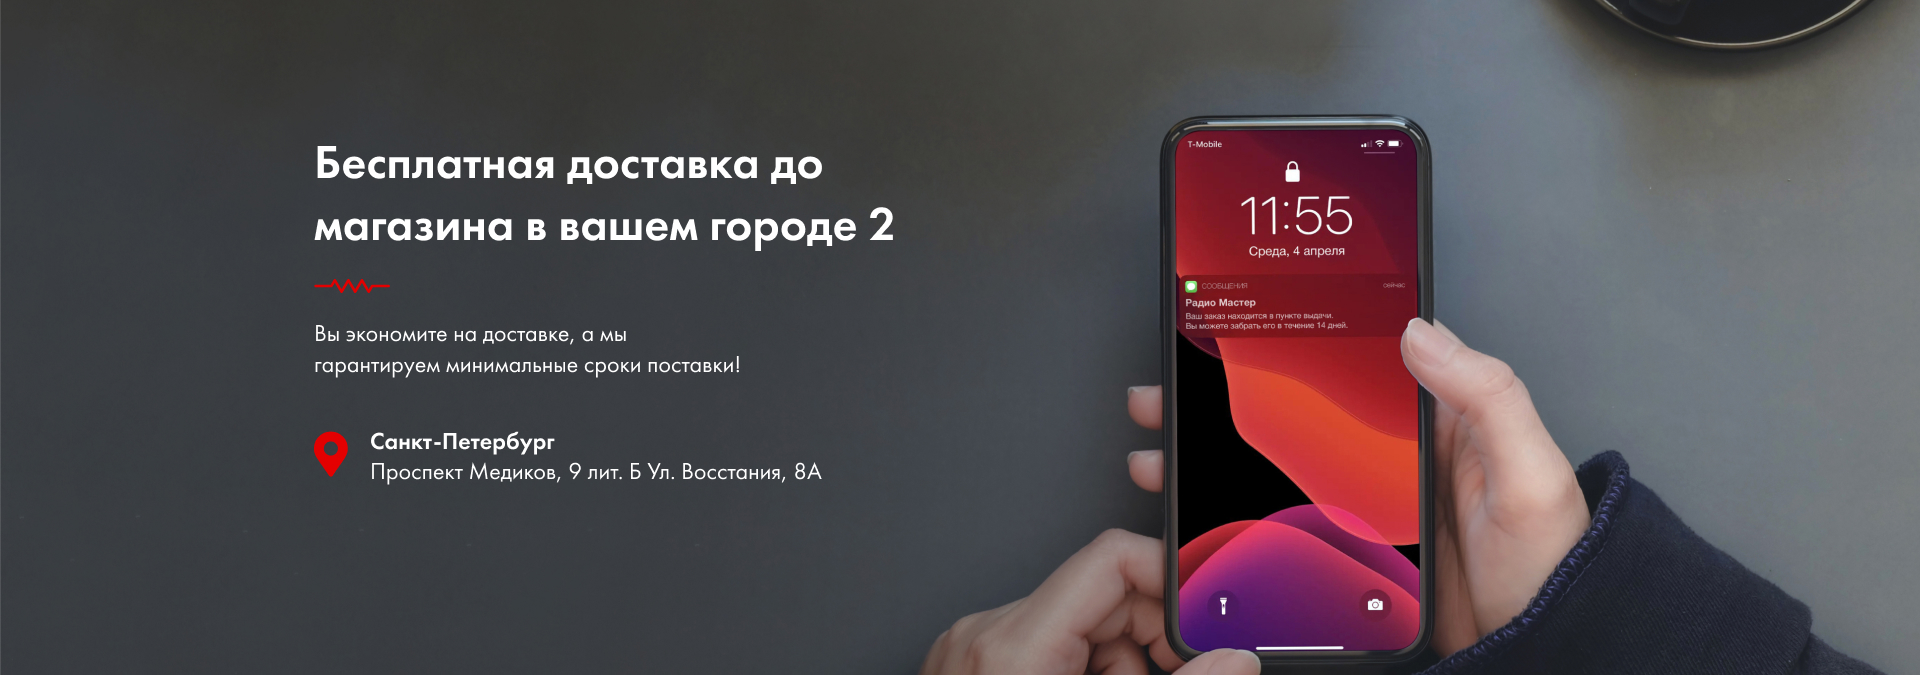 Бесплатная доставка до
магазина в вашем городе 2
Вы экономите на доставке, а мы
гарантируем минимальные сроки поставки!
Санкт-Петербург
Проспект Медиков, 9 лит. Б Ул. Восстания, 8А
T-Mobile
11:55
Среда, 4 апреля
СООБЩЕНИЯ
сейчас
Радио Мастер
Ваш заказ находится в пункте выдачи.
Вы можете забрать его в течение 14 дней.